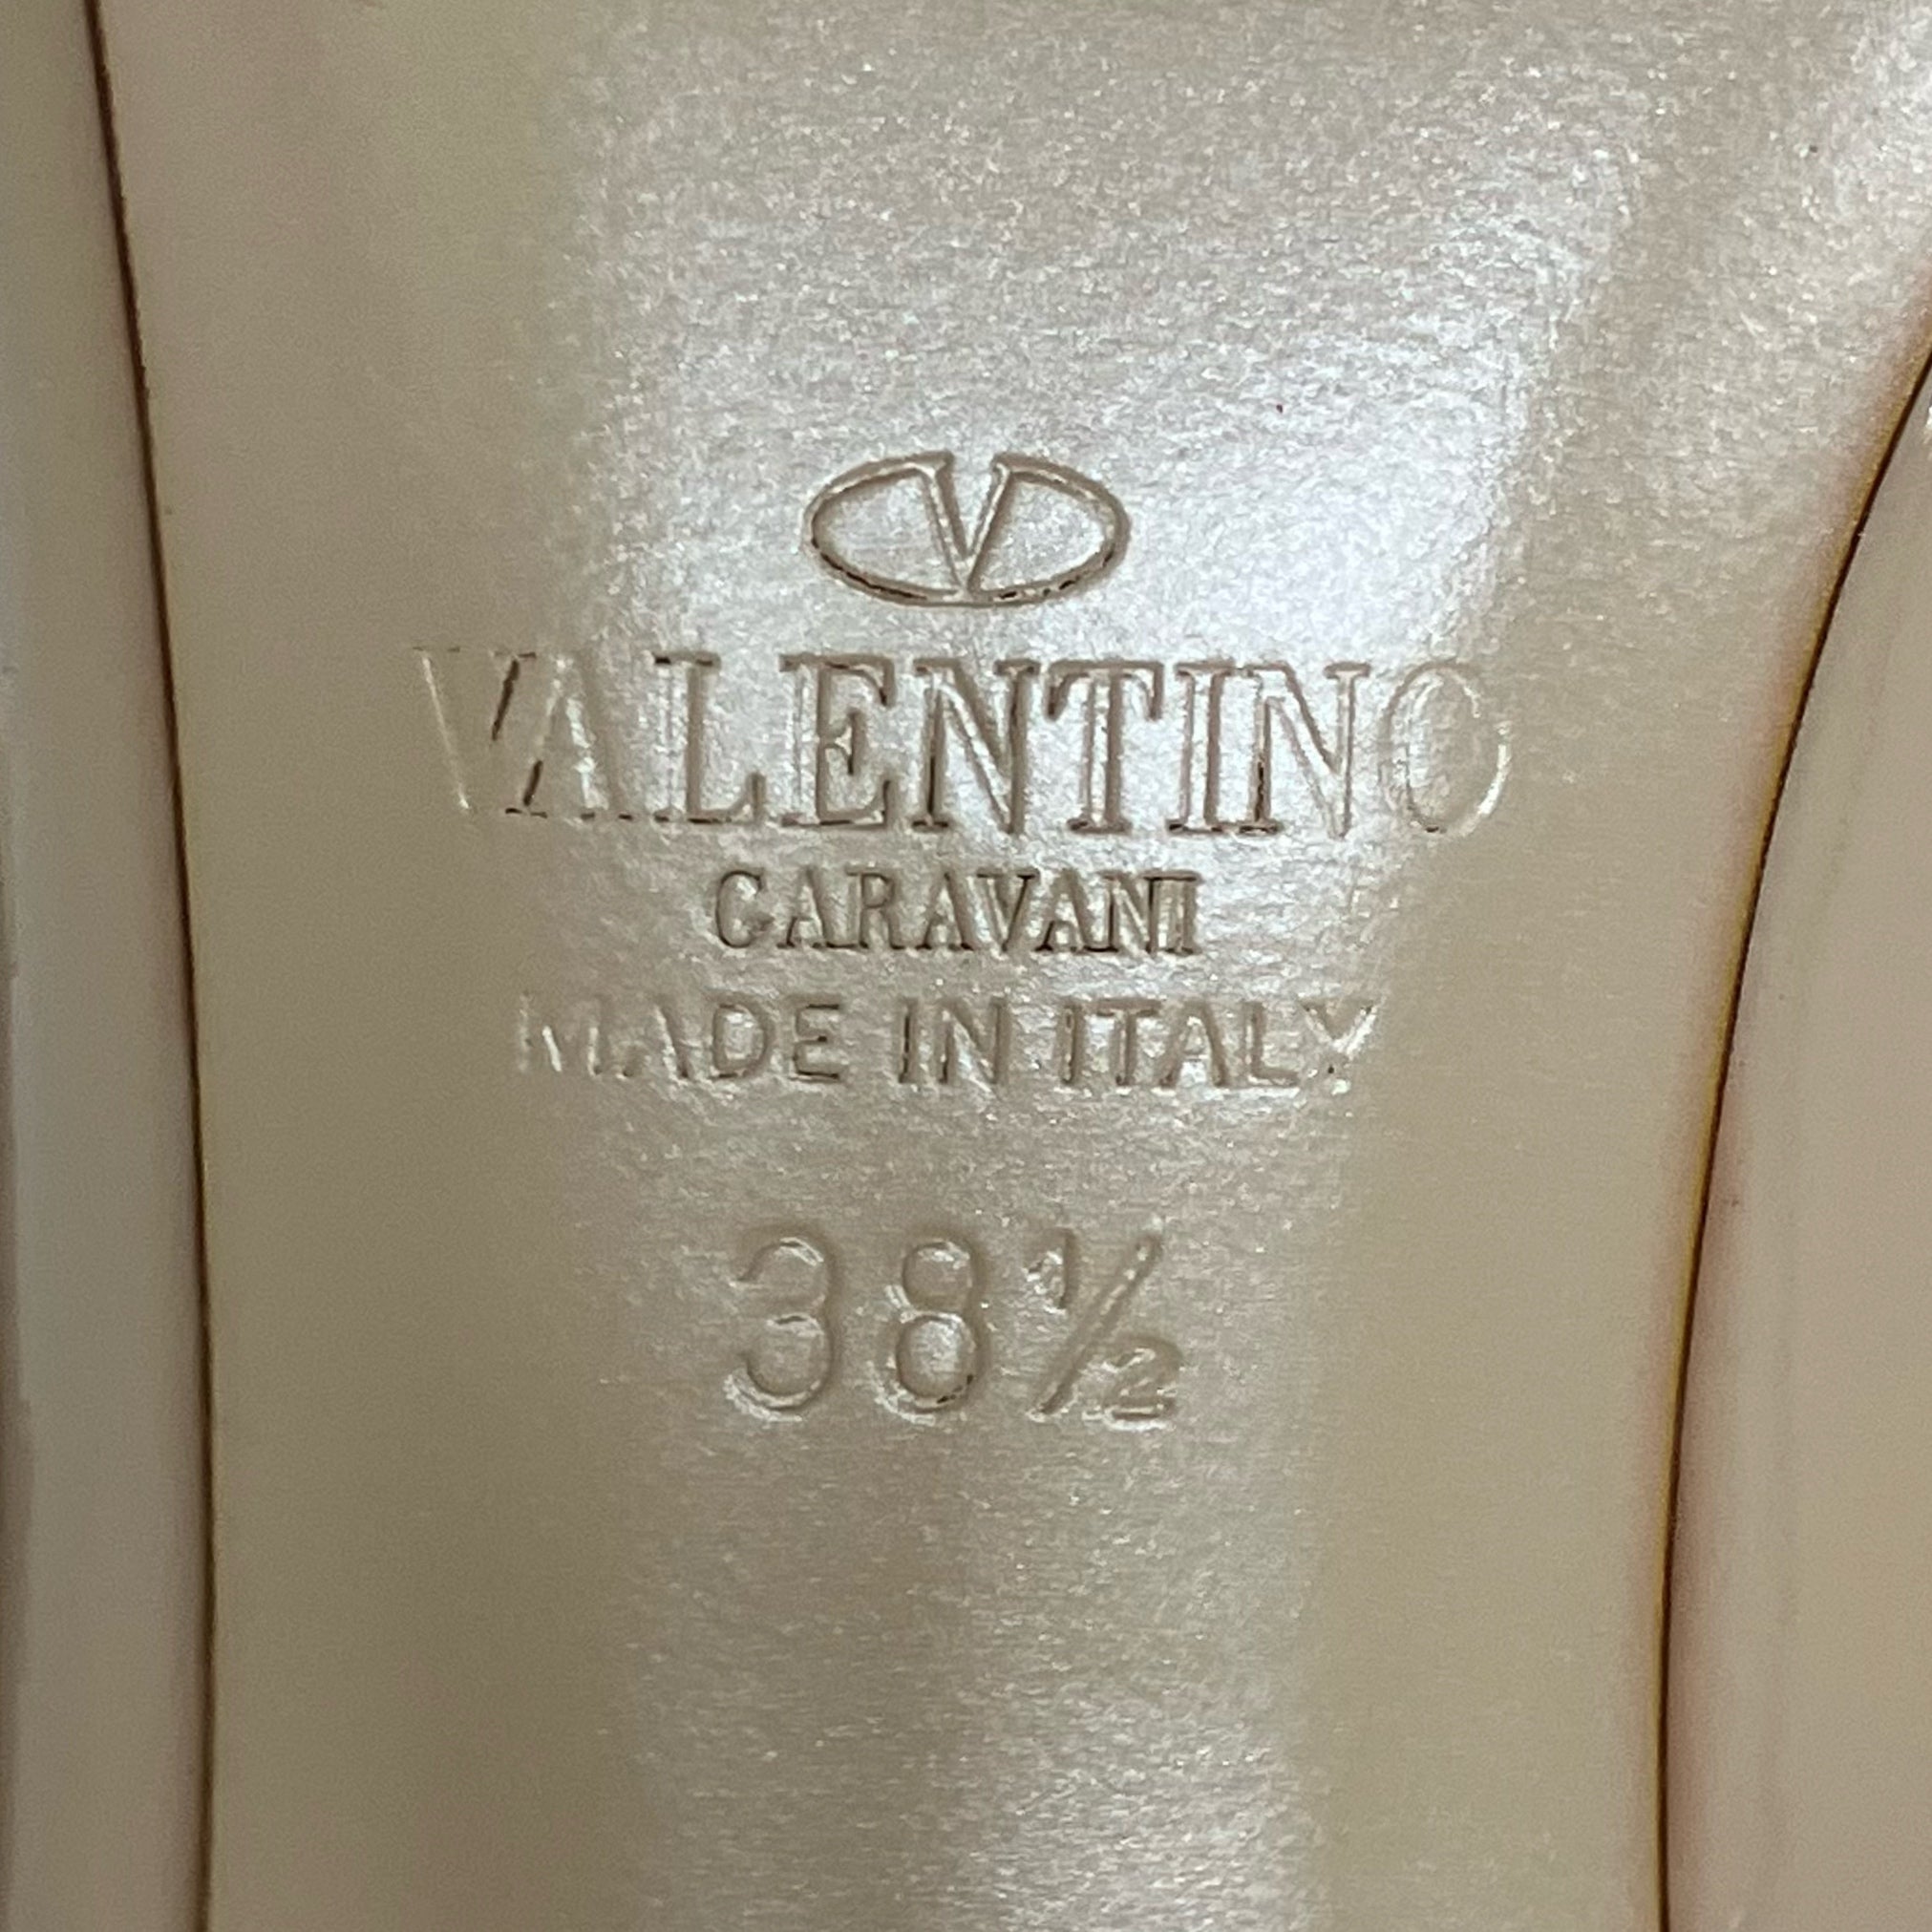 V
VALENTINO
CARAVANI
MADE IN ITALY
38½